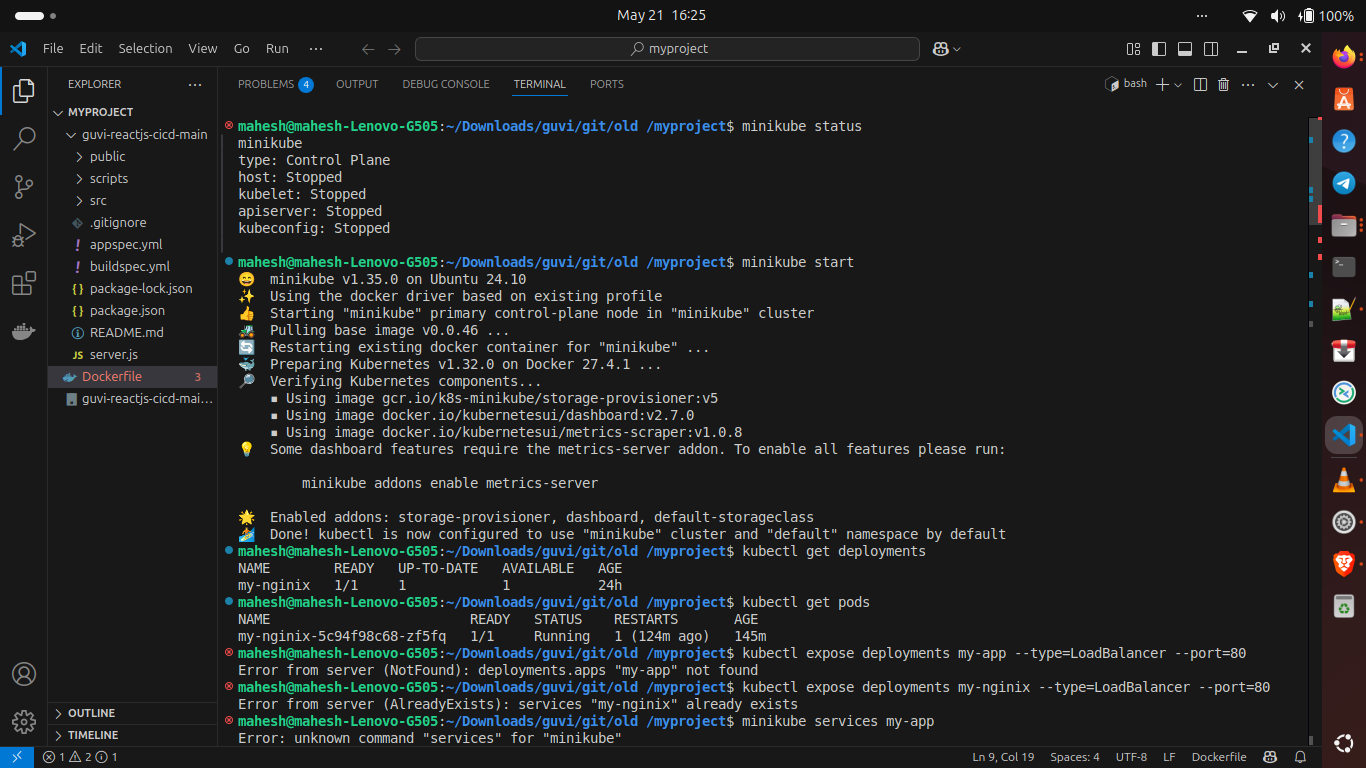 May 21 16:25
100%
File Edit Selection View Go Run ···
myproject
EXPLORER
MYPROJECT
guvi-reactjs-cicd-main
public
scripts
src
.gitignore
! appspec.yml
! buildspec.yml
{} package-lock.json
{} package.json
README.md
JS server.js
Dockerfile 3
guvi-reactjs-cicd-mai...
OUTLINE
TIMELINE
PROBLEMS 4 OUTPUT DEBUG CONSOLE TERMINAL PORTS
bash
mahesh@mahesh-Lenovo-G505:~/Downloads/guvi/git/old /myproject$ minikube status
minikube
type: Control Plane
host: Stopped
kubelet: Stopped
apiserver: Stopped
kubeconfig: Stopped
mahesh@mahesh-Lenovo-G505:~/Downloads/guvi/git/old /myproject$ minikube start
😄 minikube v1.35.0 on Ubuntu 24.10
✨ Using the docker driver based on existing profile
👍 Starting "minikube" primary control-plane node in "minikube" cluster
🚜 Pulling base image v0.0.46 ...
🔄 Restarting existing docker container for "minikube" ...
🐳 Preparing Kubernetes v1.32.0 on Docker 27.4.1 ...
🔎 Verifying Kubernetes components...
▪ Using image gcr.io/k8s-minikube/storage-provisioner:v5
▪ Using image docker.io/kubernetesui/dashboard:v2.7.0
▪ Using image docker.io/kubernetesui/metrics-scraper:v1.0.8
💡 Some dashboard features require the metrics-server addon. To enable all features please run:
minikube addons enable metrics-server
🌟 Enabled addons: storage-provisioner, dashboard, default-storageclass
🏄 Done! kubectl is now configured to use "minikube" cluster and "default" namespace by default
mahesh@mahesh-Lenovo-G505:~/Downloads/guvi/git/old /myproject$ kubectl get deployments
NAME READY UP-TO-DATE AVAILABLE AGE
my-nginix 1/1 1 1 24h
mahesh@mahesh-Lenovo-G505:~/Downloads/guvi/git/old /myproject$ kubectl get pods
NAME READY STATUS RESTARTS AGE
my-nginix-5c94f98c68-zf5fq 1/1 Running 1 (124m ago) 145m
mahesh@mahesh-Lenovo-G505:~/Downloads/guvi/git/old /myproject$ kubectl expose deployments my-app --type=LoadBalancer --port=80
Error from server (NotFound): deployments.apps "my-app" not found
mahesh@mahesh-Lenovo-G505:~/Downloads/guvi/git/old /myproject$ kubectl expose deployments my-nginix --type=LoadBalancer --port=80
Error from server (AlreadyExists): services "my-nginix" already exists
mahesh@mahesh-Lenovo-G505:~/Downloads/guvi/git/old /myproject$ minikube services my-app
Error: unknown command "services" for "minikube"
1 2 1
Ln 9, Col 19 Spaces: 4 UTF-8 LF Dockerfile